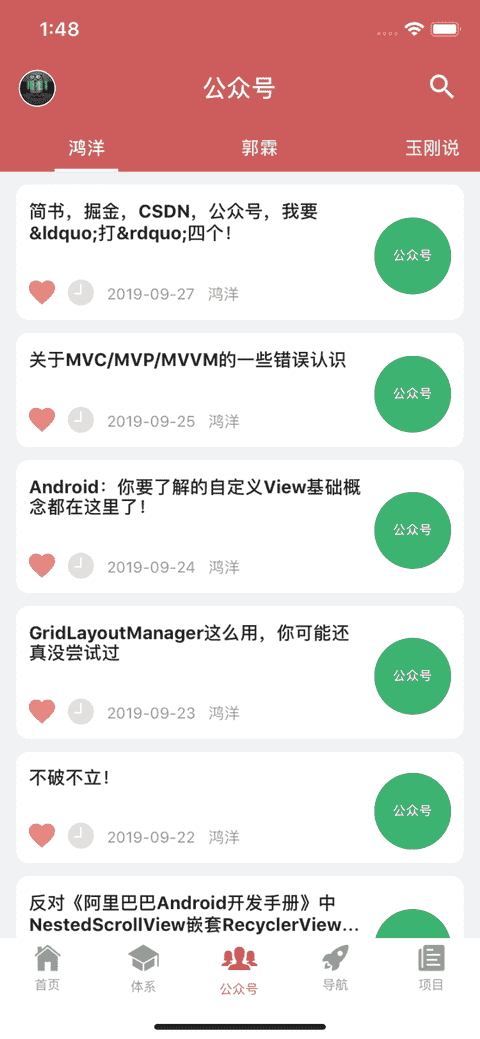 1:48
公众号
鸿洋 郭霖 玉刚说
简书，掘金，CSDN，公众号，我要
&ldquo;打&rdquo;四个！
公众号
2019-09-27 鸿洋
关于MVC/MVP/MVVM的一些错误认识
公众号
2019-09-25 鸿洋
Android：你要了解的自定义View基础概
念都在这里了！
公众号
2019-09-24 鸿洋
GridLayoutManager这么用，你可能还
真没尝试过
公众号
2019-09-23 鸿洋
不破不立！
公众号
2019-09-22 鸿洋
反对《阿里巴巴Android开发手册》中
NestedScrollView嵌套RecyclerView...
首页 体系 公众号 导航 项目